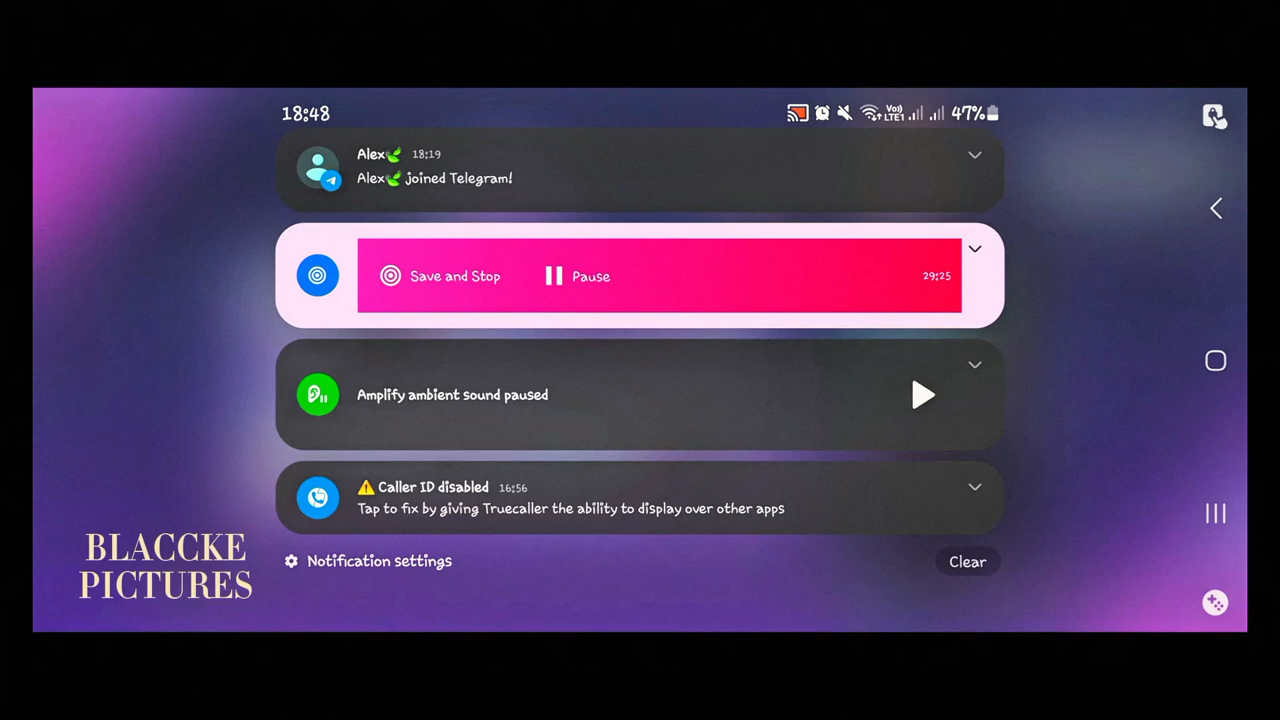 18:48
Vo))
LTE1
47%
Alex🌿 18:19
Alex🌿 joined Telegram!
Save and Stop
Pause
29:25
Amplify ambient sound paused
⚠️ Caller ID disabled 16:56
Tap to fix by giving Truecaller the ability to display over other apps
Notification settings
Clear
BLACCKE
PICTURES